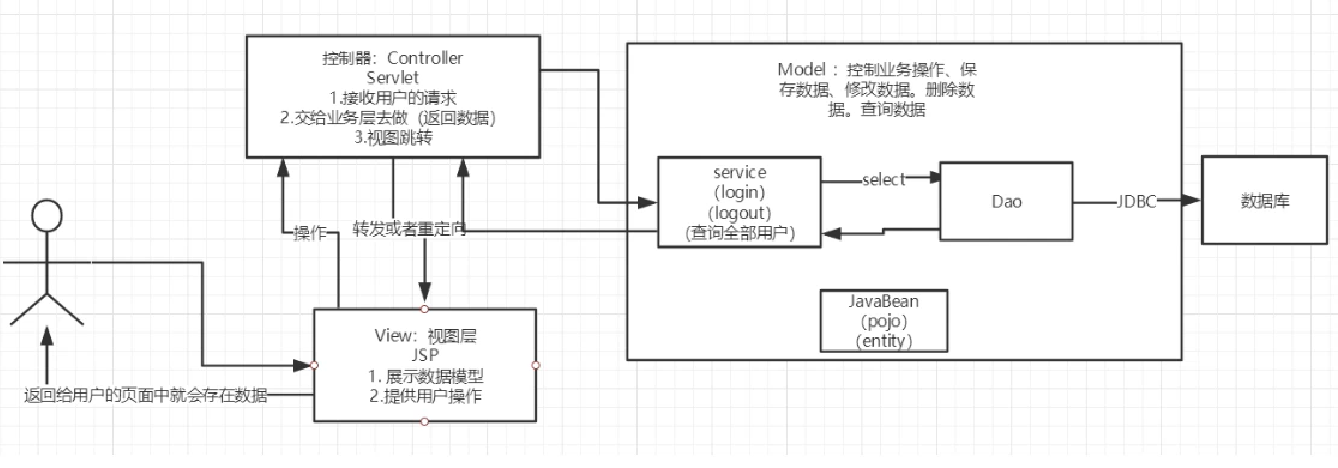 控制器：Controller
Servlet
1.接收用户的请求
2.交给业务层去做（返回数据）
3.视图跳转
Model ：控制业务操作、保
存数据、修改数据。删除数
据。查询数据
service
（login）
（logout）
（查询全部用户）
select
Dao
JDBC
数据库
操作
转发或者重定向
JavaBean
（pojo）
（entity）
View：视图层
JSP
1. 展示数据模型
2.提供用户操作
返回给用户的页面中就会存在数据